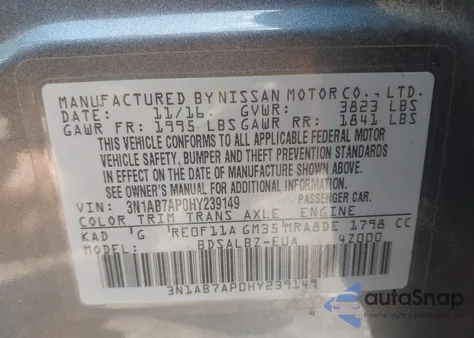 MANUFACTURED BY NISSAN MOTOR CO., LTD.
DATE: 11/16 GVWR: 3823 LBS
GAWR FR: 1995 LBS GAWR RR: 1841 LBS
THIS VEHICLE CONFORMS TO ALL APPLICABLE FEDERAL MOTOR
VEHICLE SAFETY, BUMPER AND THEFT PREVENTION STANDARDS
IN EFFECT ON THE DATE OF MANUFACTURE SHOWN ABOVE.
SEE OWNER'S MANUAL FOR ADDITIONAL INFORMATION.
VIN: 3N1AB7AP0HY239149 PASSENGER CAR.
COLOR TRIM TRANS AXLE ENGINE
KAD G RE0F11A GM35 MRA8DE 1798 CC
BDSALBZ-EUA 4Z000
3N1AB7AP0HY239149
autoSnap
www.autosnap.com